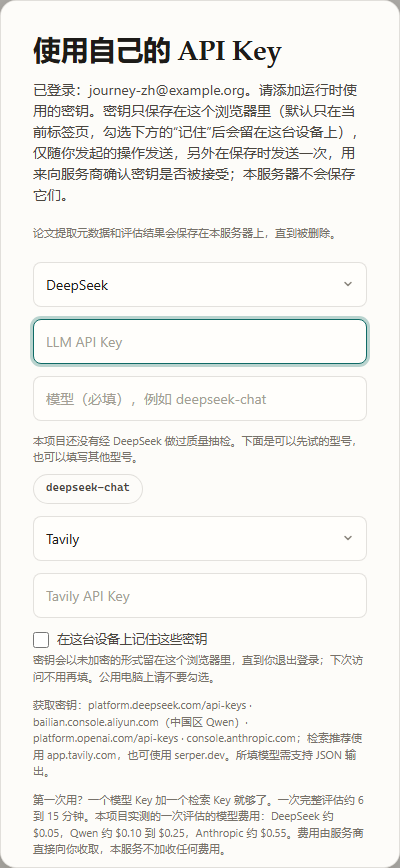 使用自己的 API Key
已登录：journey-zh@example.org。请添加运行时使
用的密钥。密钥只保存在这个浏览器里（默认只在当
前标签页，勾选下方的“记住”后会留在这台设备上），
仅随你发起的操作发送，另外在保存时发送一次，用
来向服务商确认密钥是否被接受；本服务器不会保存
它们。
论文提取元数据和评估结果会保存在本服务器上，直到被删除。
DeepSeek
LLM API Key
模型（必填），例如 deepseek-chat
本项目还没有经 DeepSeek 做过质量抽检。下面是可以先试的型号，
也可以填写其他型号。
deepseek-chat
Tavily
Tavily API Key
在这台设备上记住这些密钥
密钥会以未加密的形式留在这个浏览器里，直到你退出登录；下次访
问不用再填。公用电脑上请不要勾选。
获取密钥：platform.deepseek.com/api-keys ·
bailian.console.aliyun.com（中国区 Qwen）·
platform.openai.com/api-keys · console.anthropic.com；检索推荐使
用 app.tavily.com，也可使用 serper.dev。所填模型需支持 JSON 输
出。
第一次用？一个模型 Key 加一个检索 Key 就够了。一次完整评估约 6
到 15 分钟。本项目实测的一次评估的模型费用：DeepSeek 约
$0.05，Qwen 约 $0.10 到 $0.25，Anthropic 约 $0.55。费用由服务商
直接向你收取，本服务不加收任何费用。